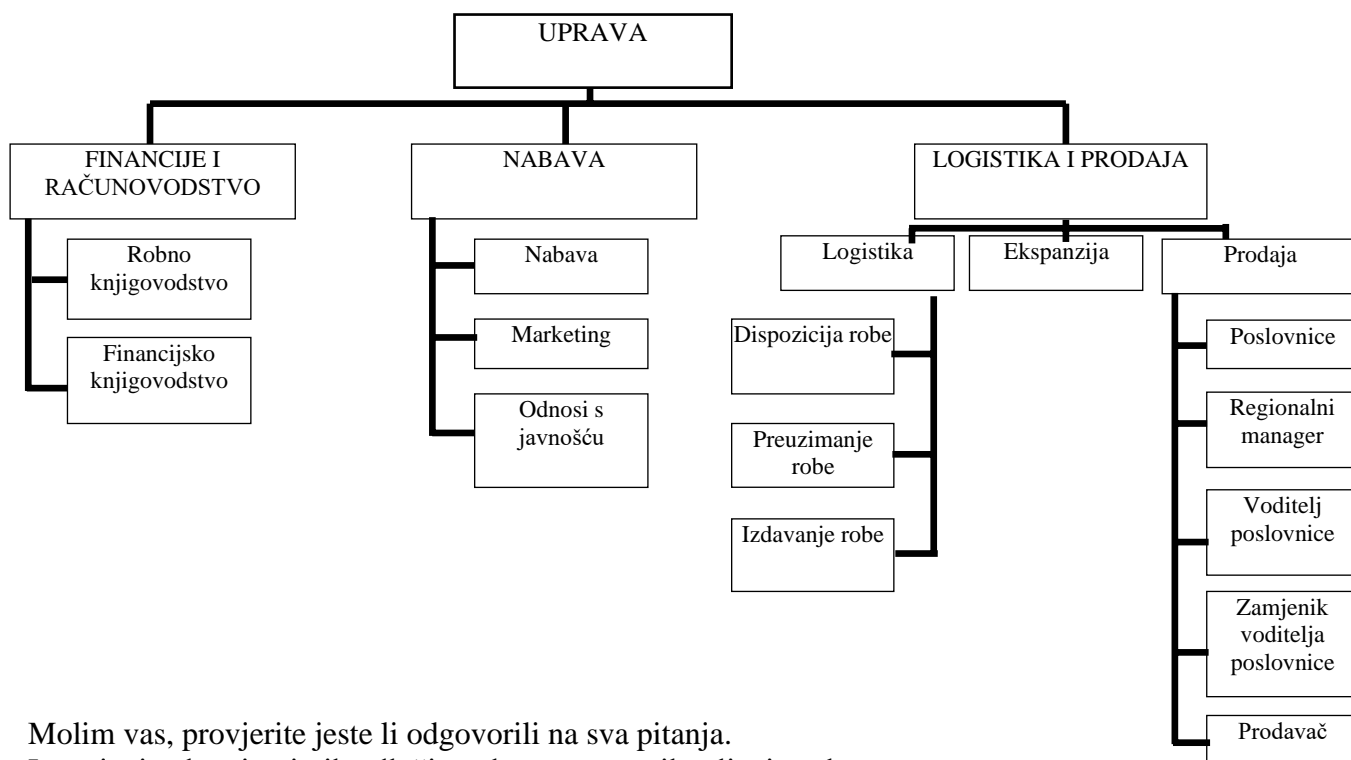 UPRAVA
FINANCIJE I
RAČUNOVODSTVO
NABAVA
LOGISTIKA I PRODAJA
Robno
knjigovodstvo
Financijsko
knjigovodstvo
Nabava
Marketing
Odnosi s
javnošću
Logistika
Ekspanzija
Prodaja
Dispozicija robe
Preuzimanje
robe
Izdavanje robe
Poslovnice
Regionalni
manager
Voditelj
poslovnice
Zamjenik
voditelja
poslovnice
Prodavač
Molim vas, provjerite jeste li odgovorili na sva pitanja.